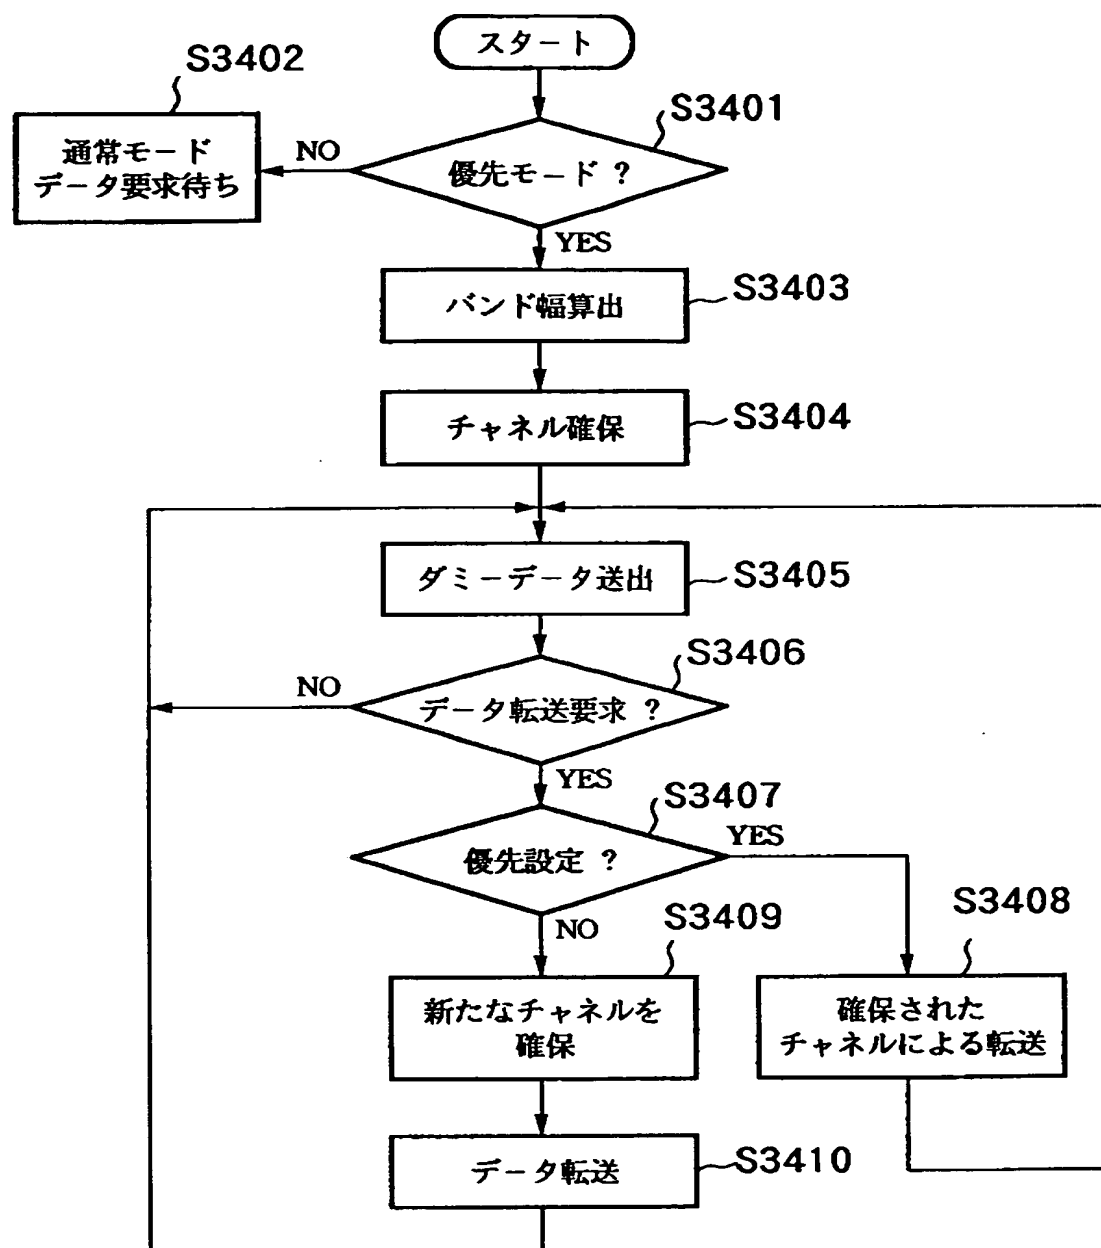 スタート
S3402
S3401
通常モード
データ要求待ち
NO
優先モード ?
YES
バンド幅算出
S3403
チャネル確保
S3404
ダミーデータ送出
S3405
S3406
NO
データ転送要求 ?
YES
S3407
YES
優先設定 ?
NO
S3409
S3408
新たなチャネルを
確保
確保された
チャネルによる転送
データ転送
S3410